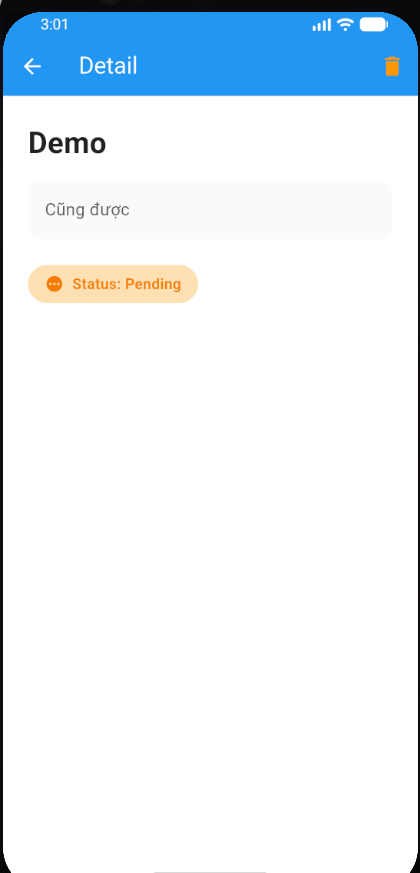 3:01
Detail
Demo
Cũng được
Status: Pending